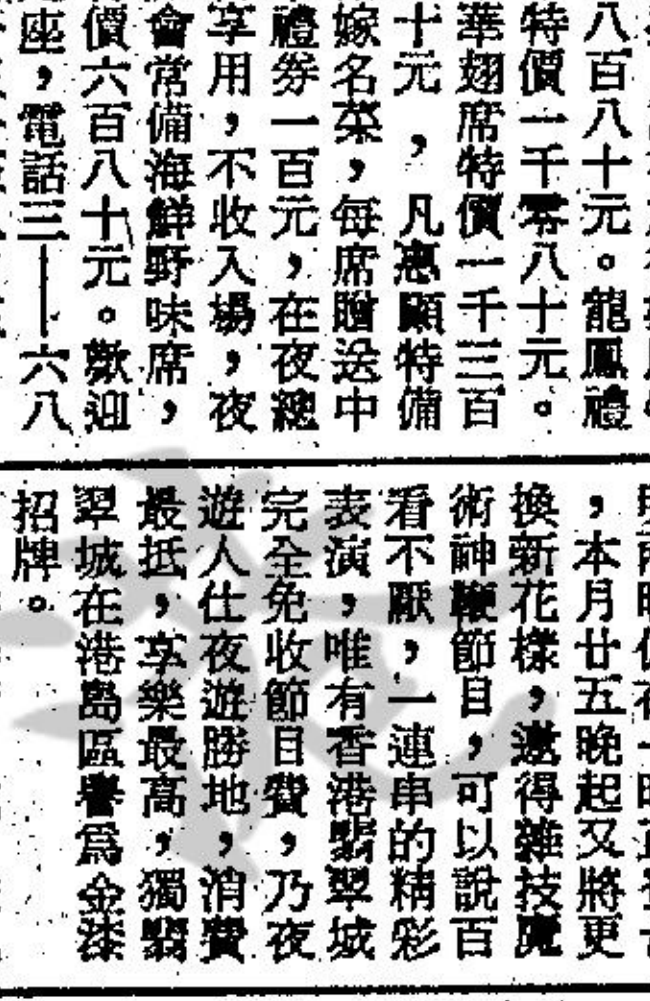 八百八十元。龍鳳禮
特價一千零八十元。
華翅席特價一千三百
十元，凡惠顧特備
嫁名菜，每席贈送中
禮券一百元，在夜總
享用，不收入場，夜
會常備海鮮野味席，
價六百八十元。歡迎
座，電話三——六八
，本月廿五晚起又將更
換新花樣，邀得雜技魔
術神鞭節目，可以說百
看不厭，一連串的精彩
表演，唯有香港翡翠城
完全免收節目費，乃夜
遊人仕夜遊勝地，消費
最抵，享樂最高，獨翡
翠城在港島區譽為金漆
招牌。